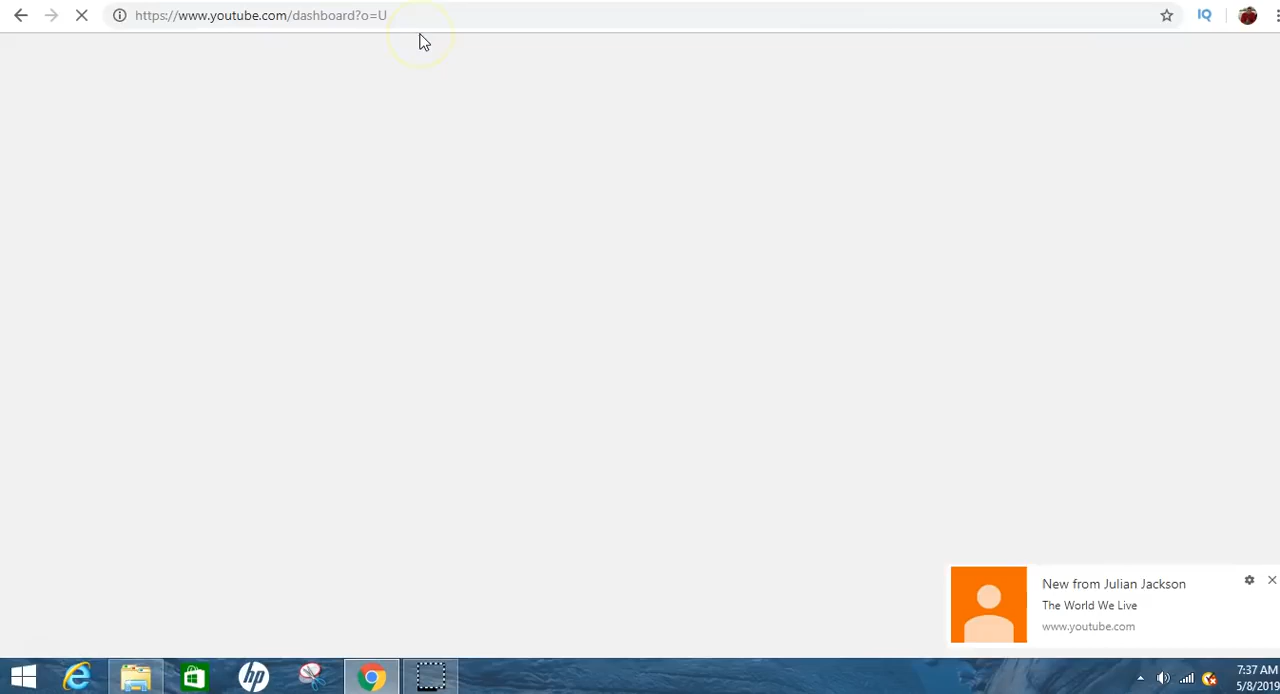 https://www.youtube.com/dashboard?o=U
IQ
New from Julian Jackson
The World We Live
www.youtube.com
hp
7:37 AM
5/8/2019